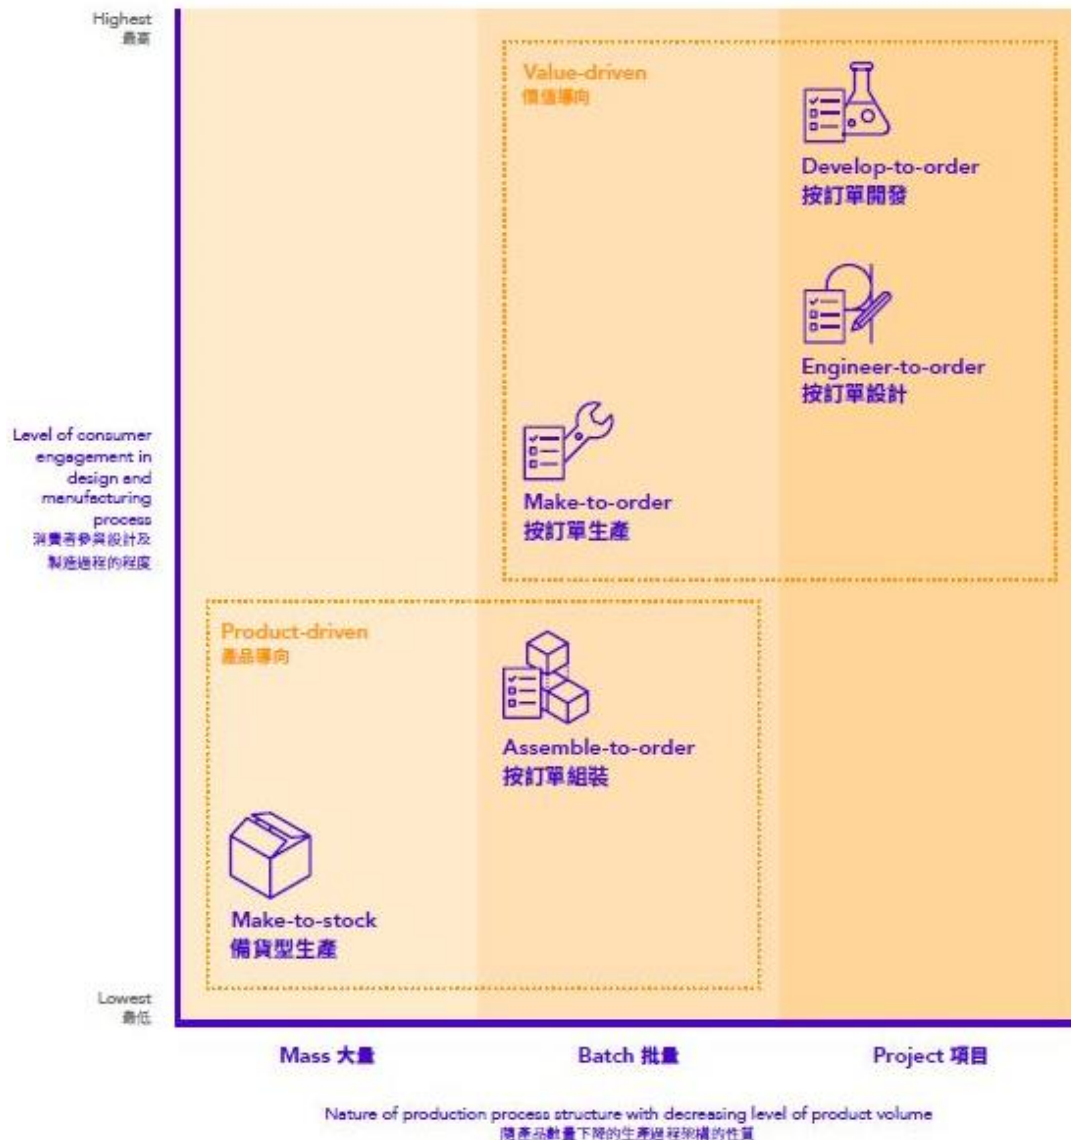 Highest
最高
Value-driven
價值導向
Develop-to-order
按訂單開發
Engineer-to-order
按訂單設計
Level of consumer
engagement in
design and
manufacturing
process
消費者參與設計及
製造過程的程度
Make-to-order
按訂單生產
Product-driven
產品導向
Assemble-to-order
按訂單組裝
Make-to-stock
備貨型生產
Lowest
最低
Mass 大量
Batch 批量
Project 項目
Nature of production process structure with decreasing level of product volume
隨產品數量下降的生產過程架構的性質